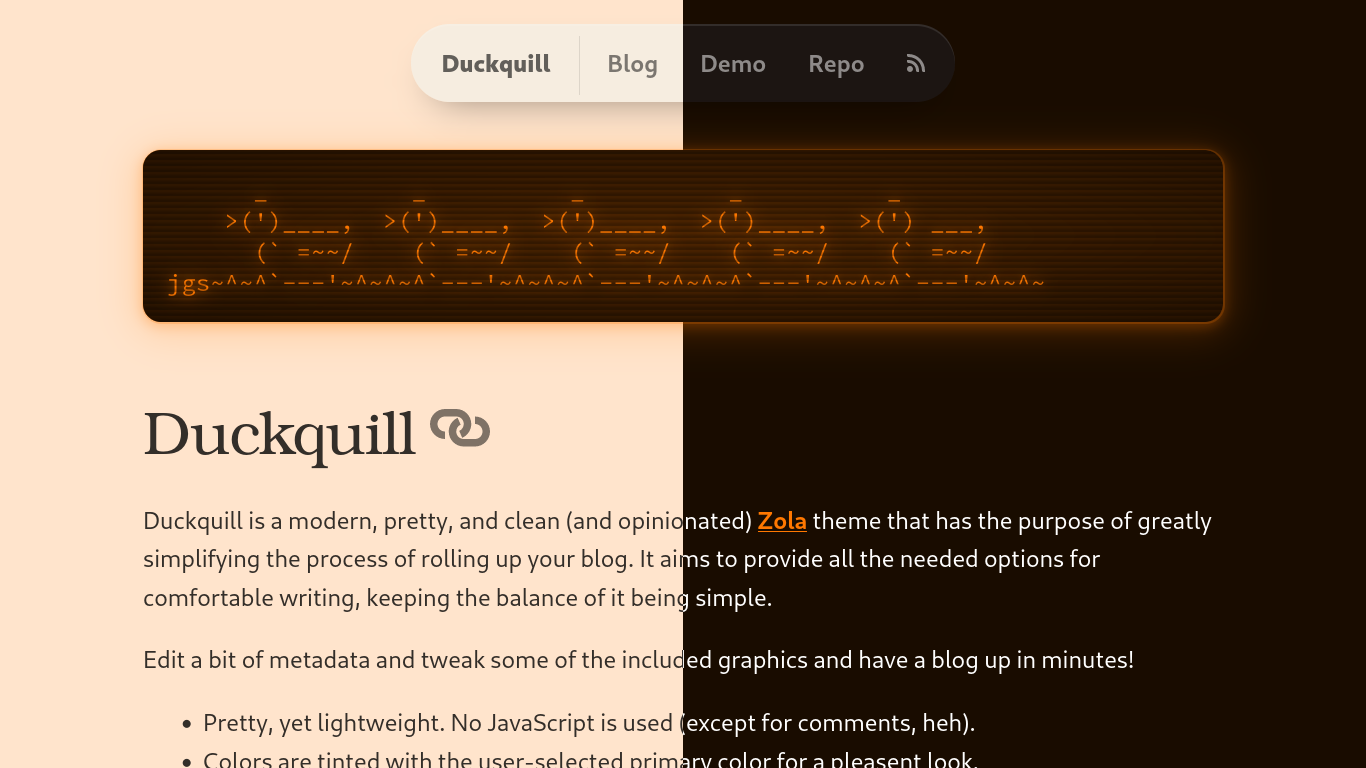 Duckquill Blog Demo Repo
         _          _          _          _          _
       >(')____,  >(')____,  >(')____,  >(')____,  >(') ___,
         (` =~~/    (` =~~/    (` =~~/    (` =~~/    (` =~~/
   jgs~^~^`---'~^~^~^`---'~^~^~^`---'~^~^~^`---'~^~^~^`---'~^~^~
Duckquill
Duckquill is a modern, pretty, and clean (and opinionated) Zola theme that has the purpose of greatly
simplifying the process of rolling up your blog. It aims to provide all the needed options for
comfortable writing, keeping the balance of it being simple.
Edit a bit of metadata and tweak some of the included graphics and have a blog up in minutes!
• Pretty, yet lightweight. No JavaScript is used (except for comments, heh).
• Colors are tinted with the user-selected primary color for a pleasent look.